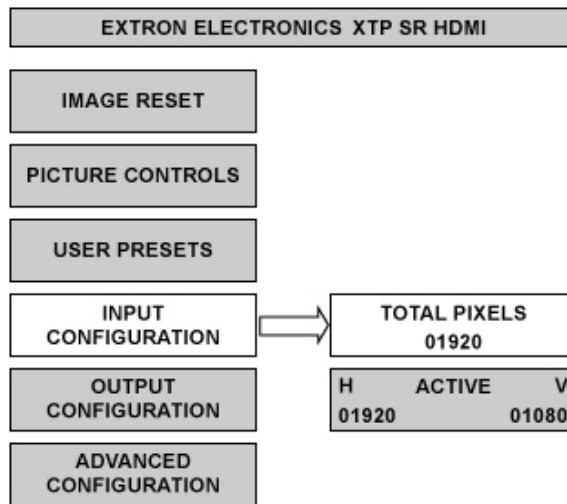 EXTRON ELECTRONICS XTP SR HDMI
IMAGE RESET
PICTURE CONTROLS
USER PRESETS
INPUT
CONFIGURATION
TOTAL PIXELS
01920
OUTPUT
CONFIGURATION
H ACTIVE V
01920 01080
ADVANCED
CONFIGURATION